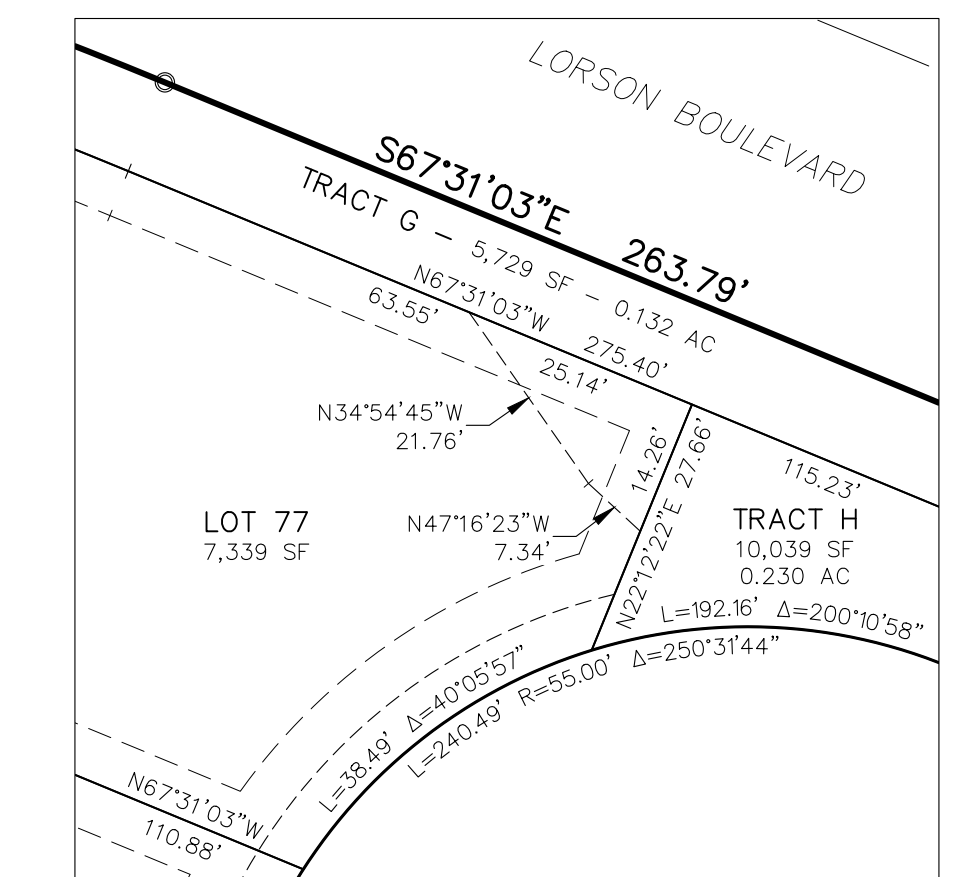 LORSON BOULEVARD
S67°31'03"E 263.79'
TRACT G – 5,729 SF – 0.132 AC
N67°31'03"W 275.40'
63.55'
25.14'
N34°54'45"W
21.76'
14.26'
N22°12'22"E 27.66'
115.23'
LOT 77
7,339 SF
N47°16'23"W
7.34'
TRACT H
10,039 SF
0.230 AC
L=192.16' Δ=200°10'58"
L=38.49' Δ=40°05'57"
L=240.49' R=55.00' Δ=250°31'44"
N67°31'03"W
110.88'